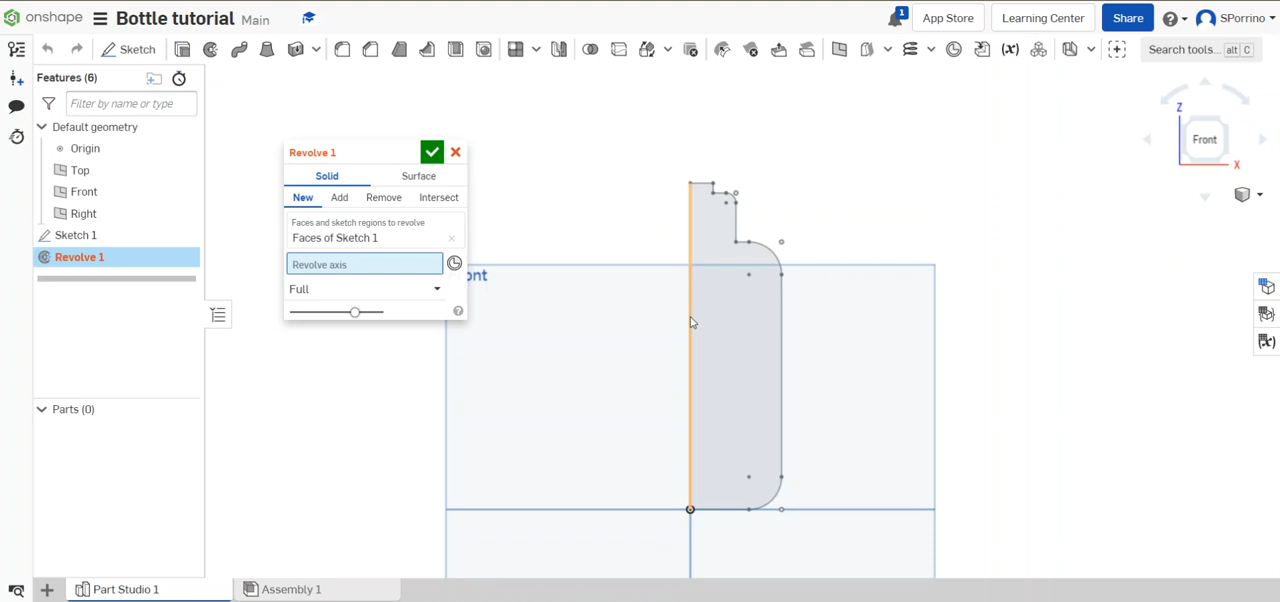 onshape Bottle tutorial Main 1 App Store Learning Center Share SPorrino
Sketch Search tools... alt C
Features (6)
Filter by name or type
Default geometry
Origin
Top
Front
Right
Sketch 1
Revolve 1
Parts (0)
Revolve 1
Solid Surface
New Add Remove Intersect
Faces and sketch regions to revolve
Faces of Sketch 1
Revolve axis
Full
ont
Z
Front
X
Part Studio 1 Assembly 1